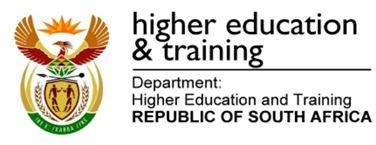 higher education
& training
Department:
Higher Education and Training
REPUBLIC OF SOUTH AFRICA